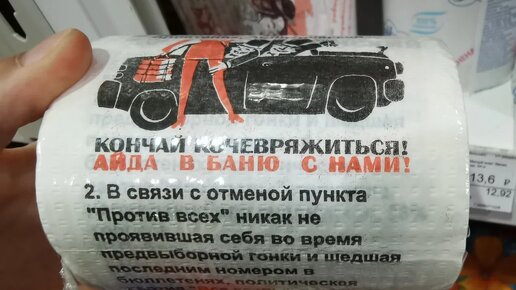 КОНЧАЙ КОЧЕВРЯЖИТЬСЯ!
АЙДА В БАНЮ С НАМИ!
2. В связи с отменой пункта
"Против всех" никак не
проявившая себя во время
предвыборной гонки и шедшая
последним номером в
бюллетенях, политическая
13,6 ₽
12,92